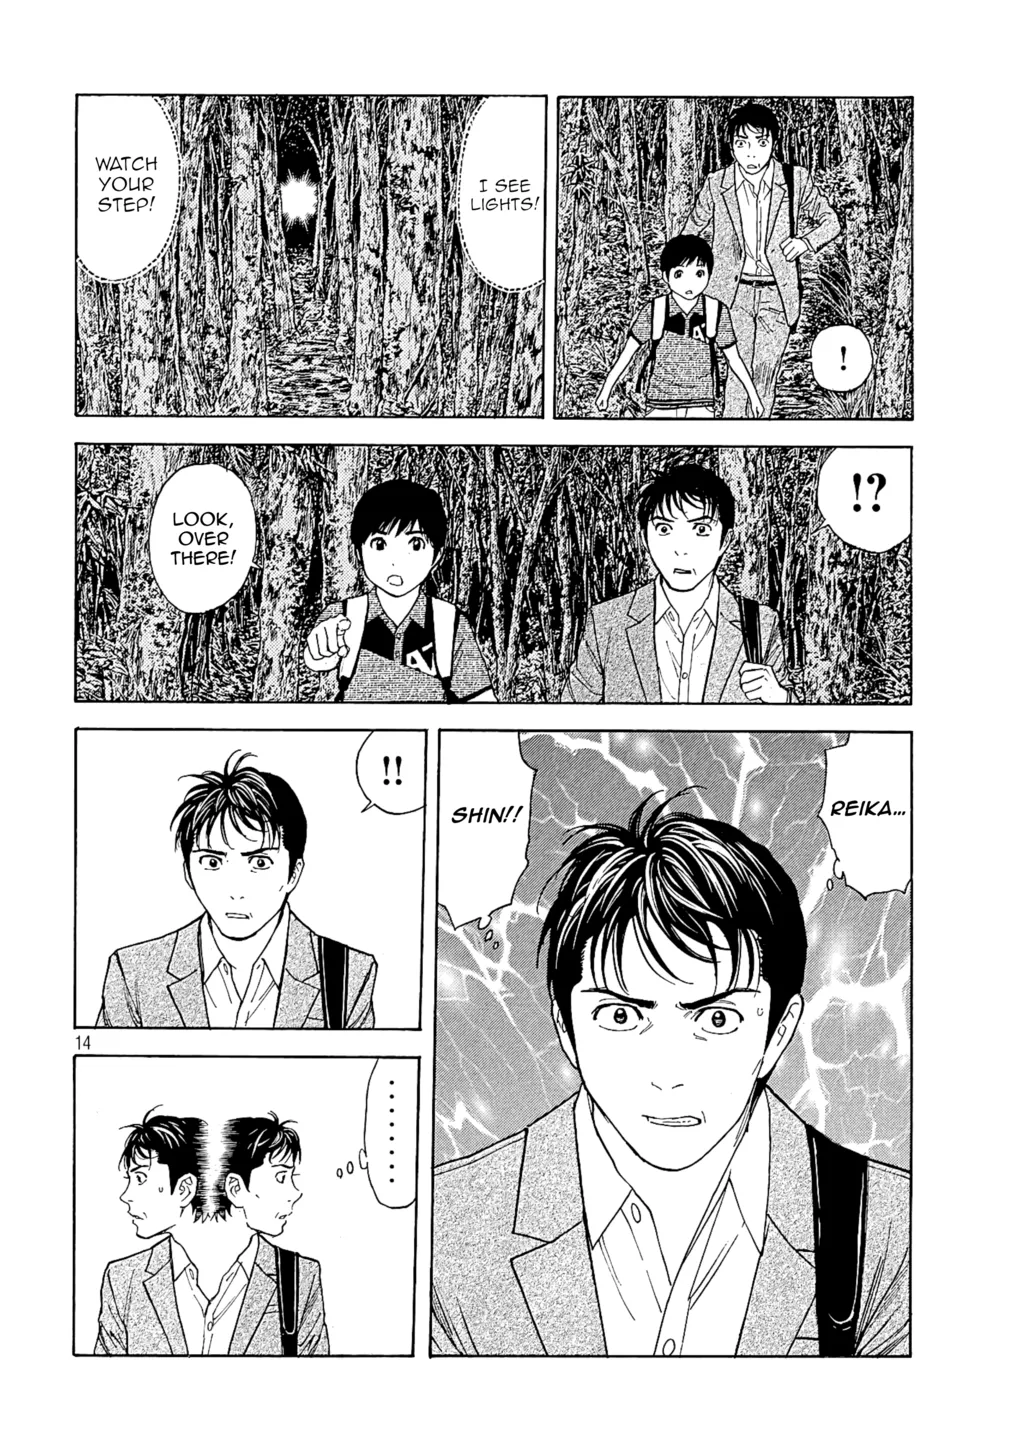 !
I SEE
LIGHTS!
WATCH
YOUR
STEP!
!?
LOOK,
OVER
THERE!
REIKA...
SHIN!!
!!
........
14